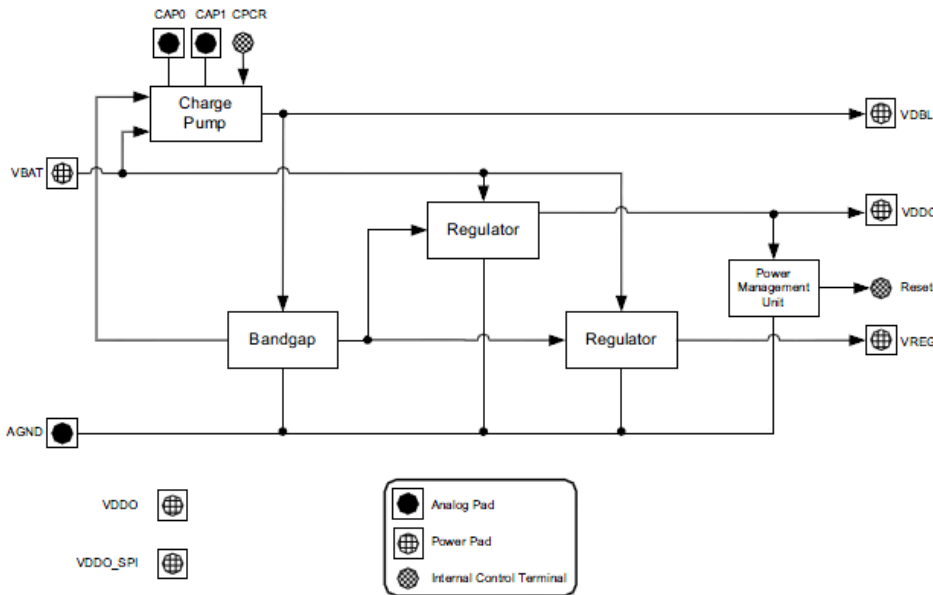 CAP0 CAP1 CPCR
Charge
Pump
VDBL
VBAT
Regulator
VDDC
Power
Management
Unit
Reset
Bandgap
Regulator
VREG
AGND
VDDO
VDDO_SPI
Analog Pad
Power Pad
Internal Control Terminal